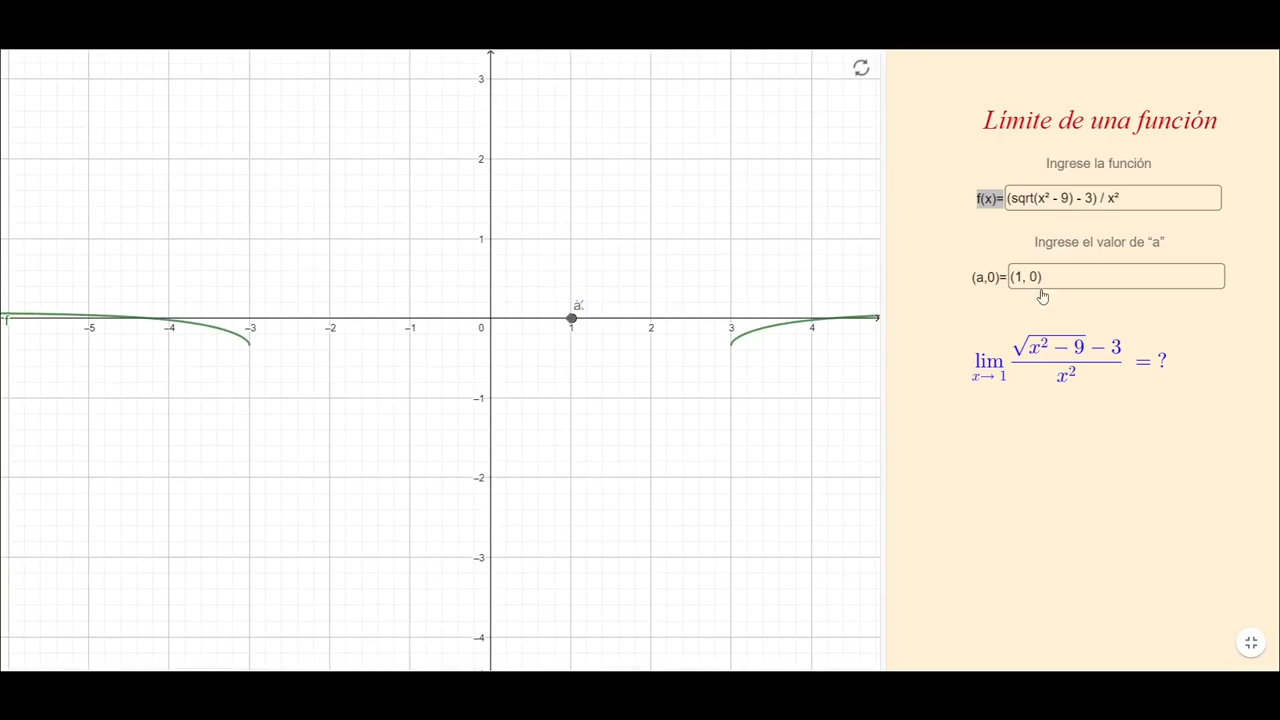 Límite de una función
Ingrese la función
f(x)= (sqrt(x² - 9) - 3) / x²
Ingrese el valor de “a”
(a,0)= (1, 0)
lim x→1 (√(x² − 9) − 3) / x² = ?
3
2
1
a
f
–5 –4 –3 –2 –1 0 1 2 3 4
–1
–2
–3
–4